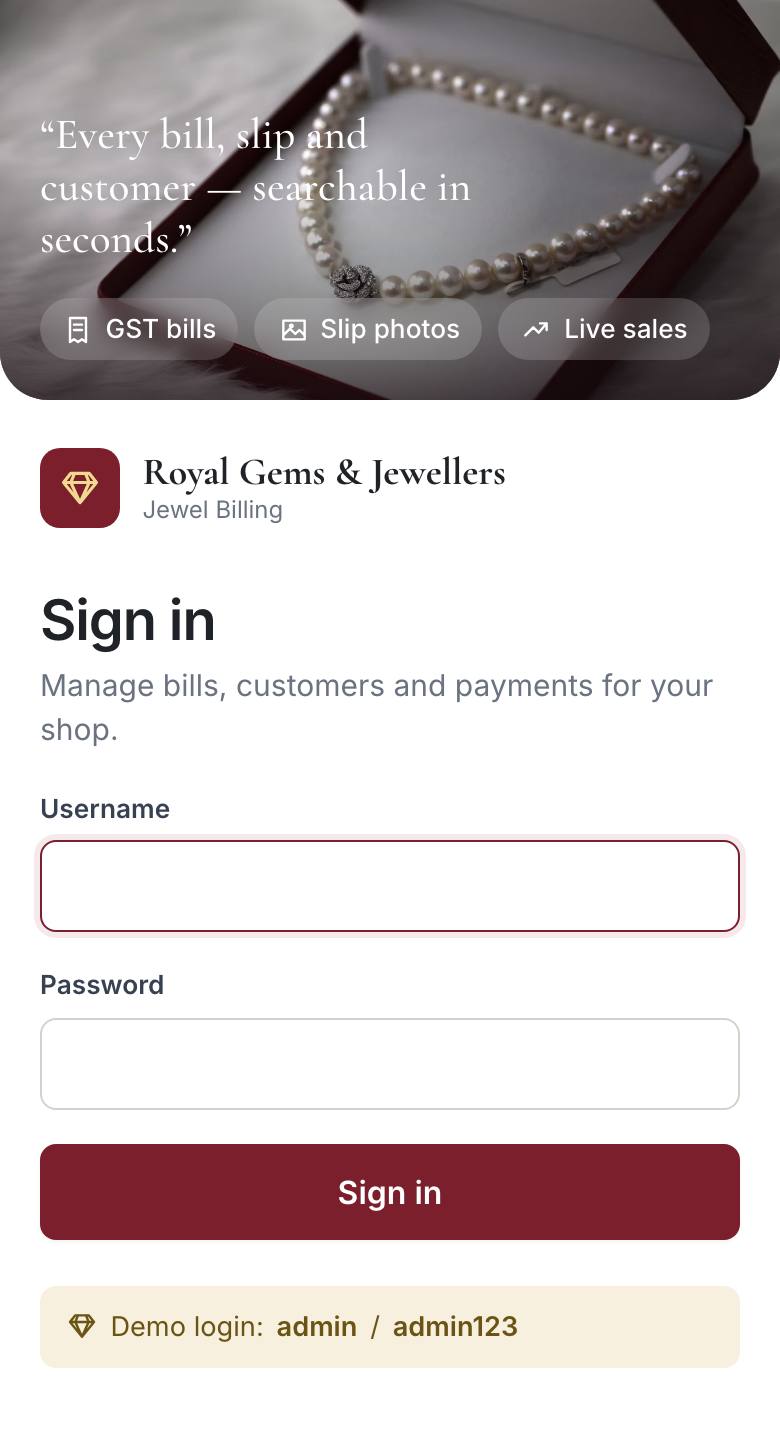 “Every bill, slip and
customer — searchable in
seconds.”
GST bills Slip photos Live sales
Royal Gems & Jewellers
Jewel Billing
Sign in
Manage bills, customers and payments for your
shop.
Username
Password
Sign in
Demo login: admin / admin123